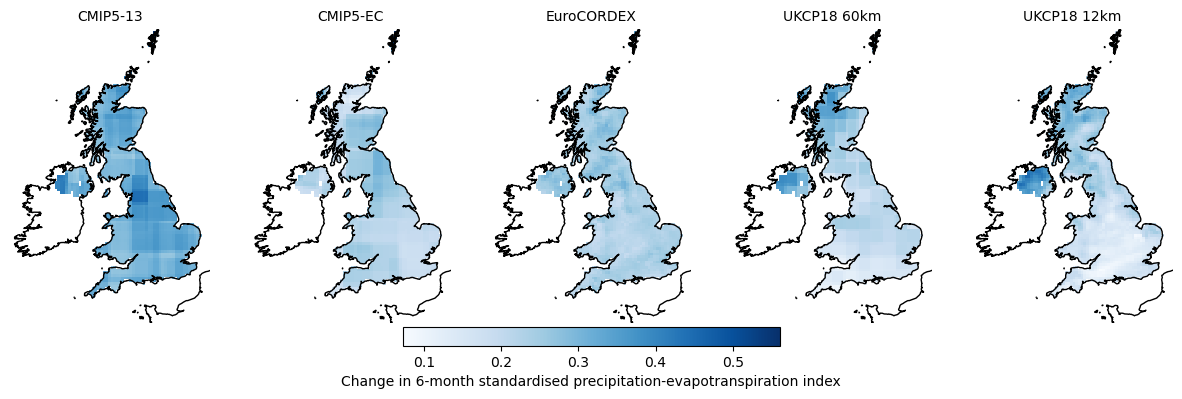 CMIP5-13 CMIP5-EC EuroCORDEX UKCP18 60km UKCP18 12km
0.1 0.2 0.3 0.4 0.5
Change in 6-month standardised precipitation-evapotranspiration index